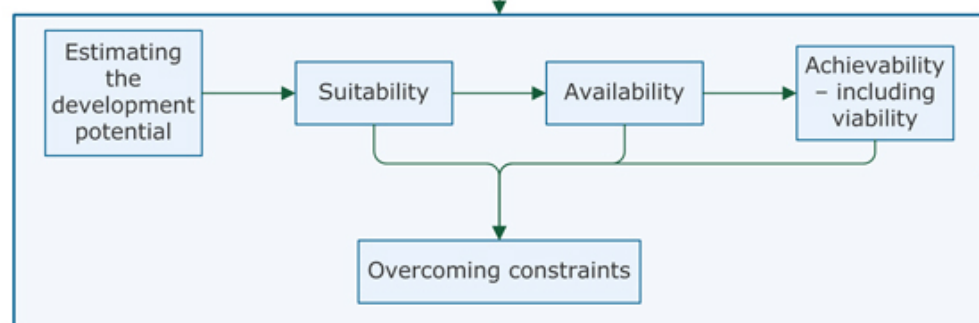 Estimating
the
development
potential
Suitability
Availability
Achievability
– including
viability
Overcoming constraints